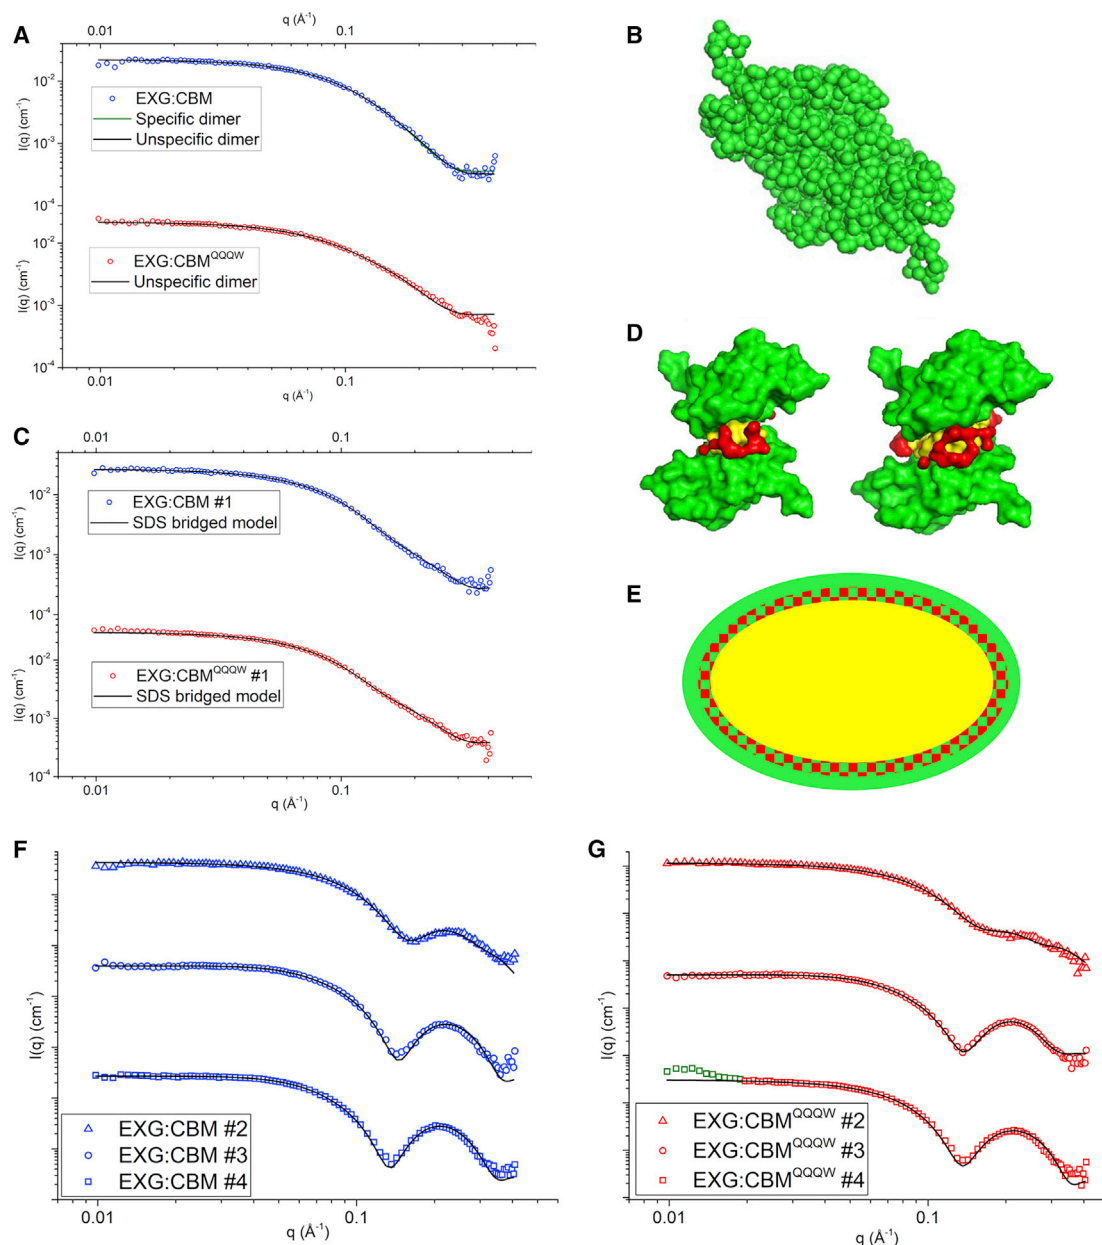 A
q (Å⁻¹)
0.01 0.1
10⁻²
10⁻³
10⁻⁴
10⁻²
10⁻³
10⁻⁴
I(q) (cm⁻¹)
I(q) (cm⁻¹)
EXG:CBM
Specific dimer
Unspecific dimer
EXG:CBM^QQQW
Unspecific dimer
0.01 0.1
q (Å⁻¹)
B
C
0.01 0.1
10⁻²
10⁻³
10⁻⁴
10⁻²
10⁻³
10⁻⁴
I(q) (cm⁻¹)
I(q) (cm⁻¹)
EXG:CBM #1
SDS bridged model
EXG:CBM^QQQW #1
SDS bridged model
0.01 0.1
q (Å⁻¹)
D
E
F
I(q) (cm⁻¹)
EXG:CBM #2
EXG:CBM #3
EXG:CBM #4
0.01 0.1
q (Å⁻¹)
G
I(q) (cm⁻¹)
EXG:CBM^QQQW #2
EXG:CBM^QQQW #3
EXG:CBM^QQQW #4
0.01 0.1
q (Å⁻¹)